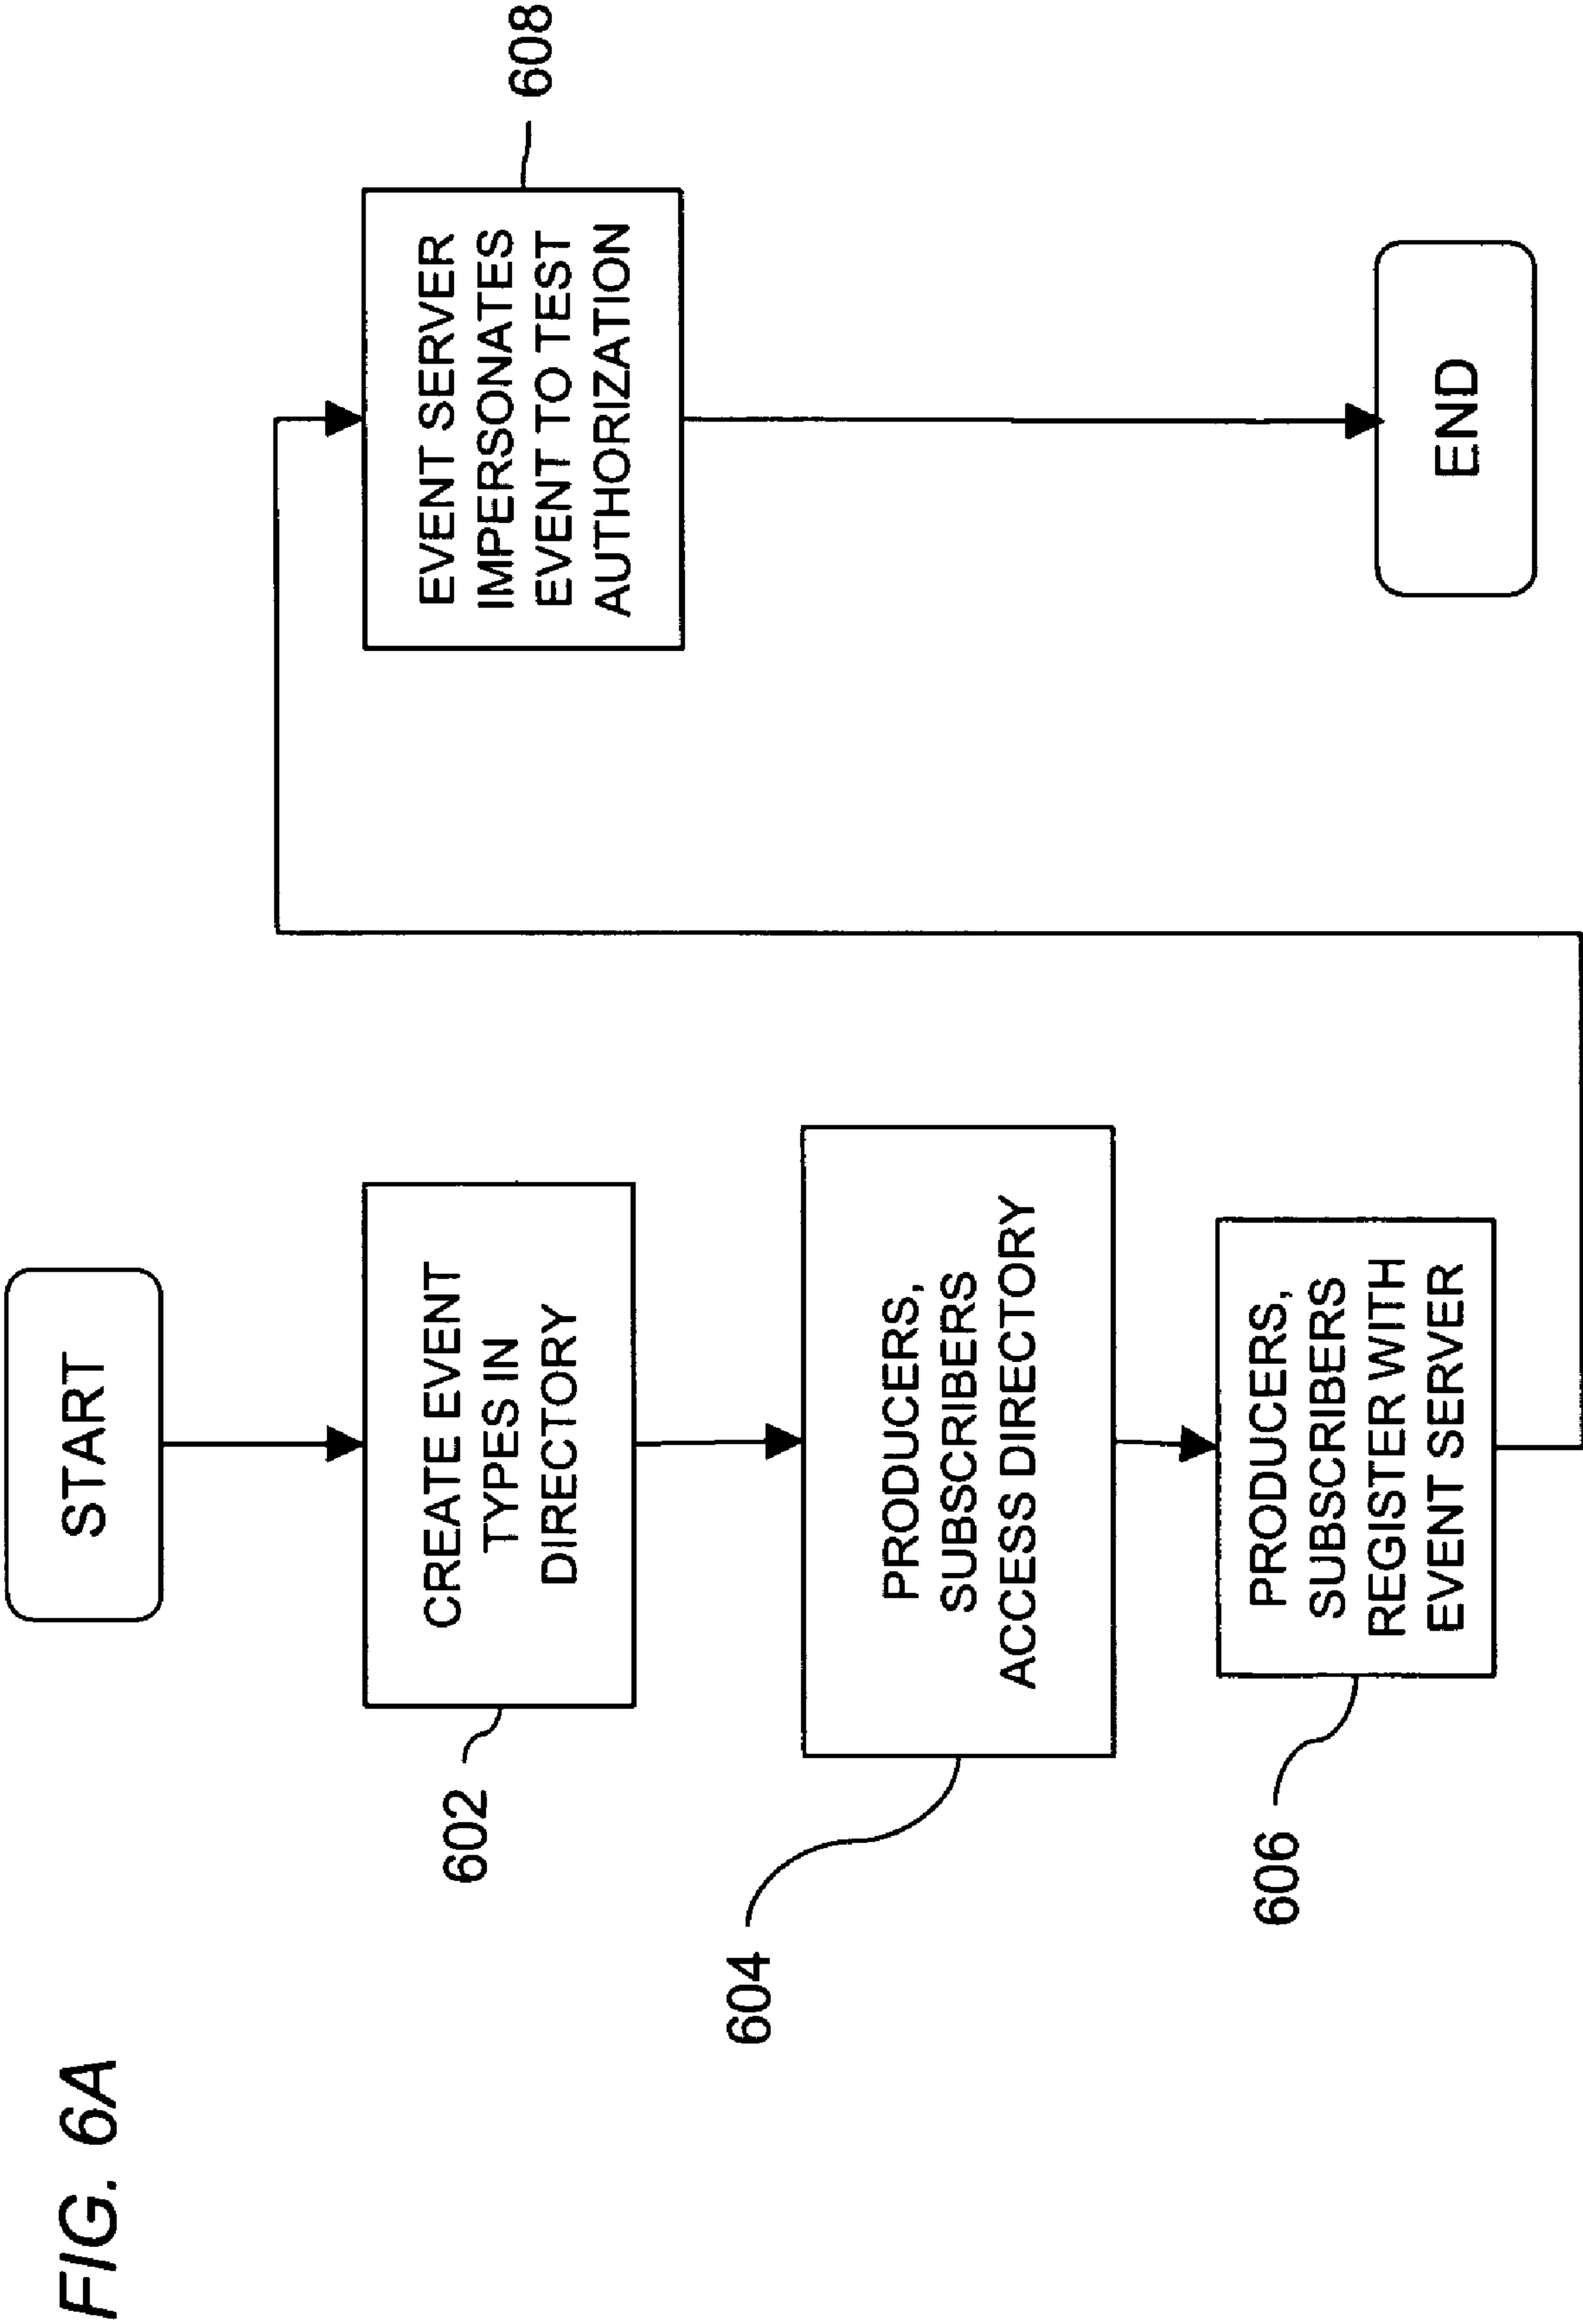 FIG. 6A
START
602
CREATE EVENT
TYPES IN
DIRECTORY
604
PRODUCERS,
SUBSCRIBERS
ACCESS DIRECTORY
606
PRODUCERS,
SUBSCRIBERS
REGISTER WITH
EVENT SERVER
608
EVENT SERVER
IMPERSONATES
EVENT TO TEST
AUTHORIZATION
END